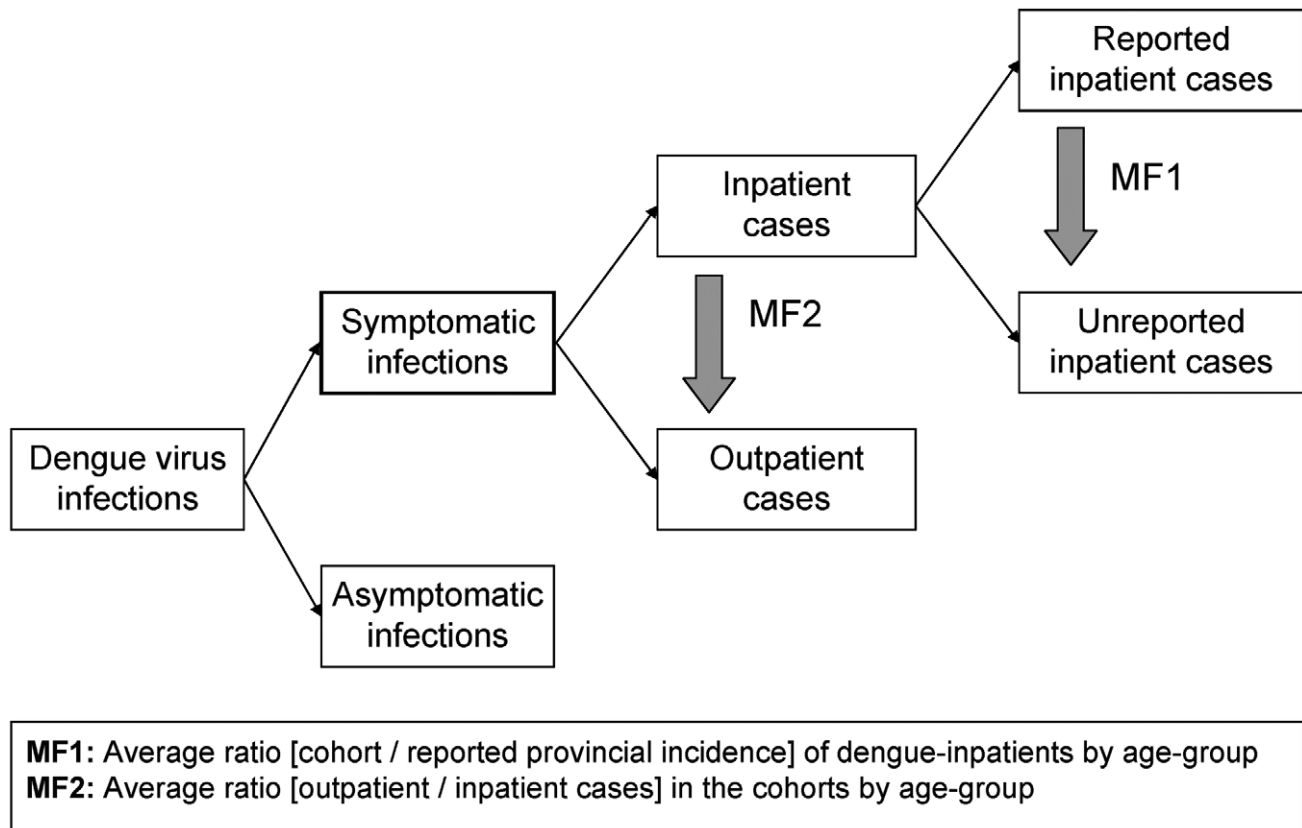 Reported
inpatient cases
MF1
Inpatient
cases
MF2
Symptomatic
infections
Unreported
inpatient cases
Dengue virus
infections
Outpatient
cases
Asymptomatic
infections
MF1: Average ratio [cohort / reported provincial incidence] of dengue-inpatients by age-group
MF2: Average ratio [outpatient / inpatient cases] in the cohorts by age-group